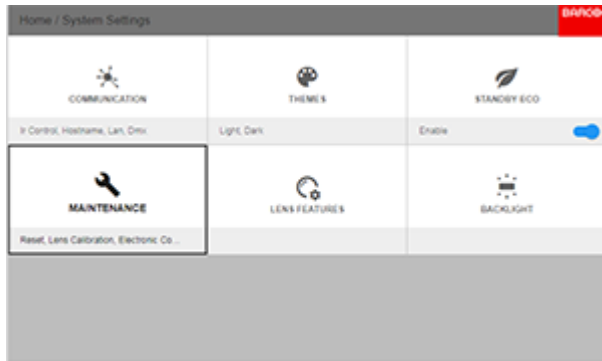 Home / System Settings
BARCO
COMMUNICATION
THEMES
STANDBY ECO
Ir Control, Hostname, Lan, Dmx
Light, Dark
Enable
MAINTENANCE
LENS FEATURES
BACKLIGHT
Reset, Lens Calibration, Electronic Co...